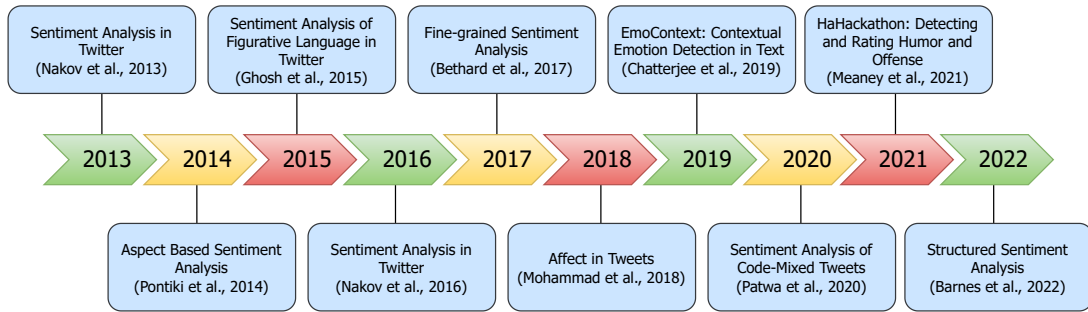 Sentiment Analysis in
Twitter
(Nakov et al., 2013)
Sentiment Analysis of
Figurative Language in
Twitter
(Ghosh et al., 2015)
Fine-grained Sentiment
Analysis
(Bethard et al., 2017)
EmoContext: Contextual
Emotion Detection in Text
(Chatterjee et al., 2019)
HaHackathon: Detecting
and Rating Humor and
Offense
(Meaney et al., 2021)
2013
2014
2015
2016
2017
2018
2019
2020
2021
2022
Aspect Based Sentiment
Analysis
(Pontiki et al., 2014)
Sentiment Analysis in
Twitter
(Nakov et al., 2016)
Affect in Tweets
(Mohammad et al., 2018)
Sentiment Analysis of
Code-Mixed Tweets
(Patwa et al., 2020)
Structured Sentiment
Analysis
(Barnes et al., 2022)